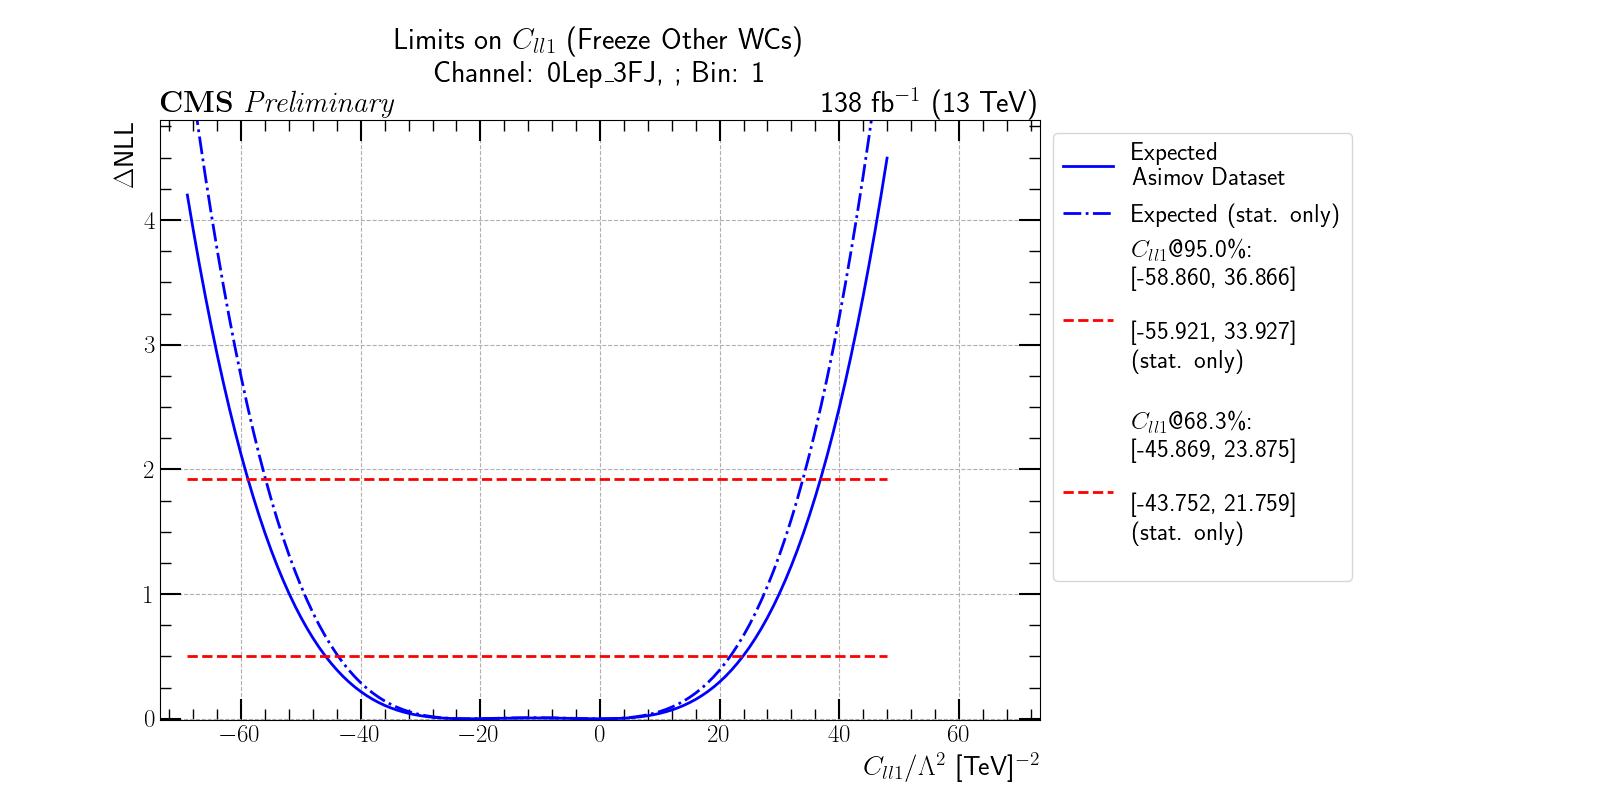 Limits on C_{ll1} (Freeze Other WCs)
Channel: 0Lep_3FJ, ; Bin: 1
CMS Preliminary
138 fb^{−1} (13 TeV)
ΔNLL
4
3
2
1
0
−60
−40
−20
0
20
40
60
C_{ll1}/Λ^2 [TeV]^{−2}
Expected
Asimov Dataset
Expected (stat. only)
C_{ll1}@95.0%:
[-58.860, 36.866]
[-55.921, 33.927]
(stat. only)
C_{ll1}@68.3%:
[-45.869, 23.875]
[-43.752, 21.759]
(stat. only)